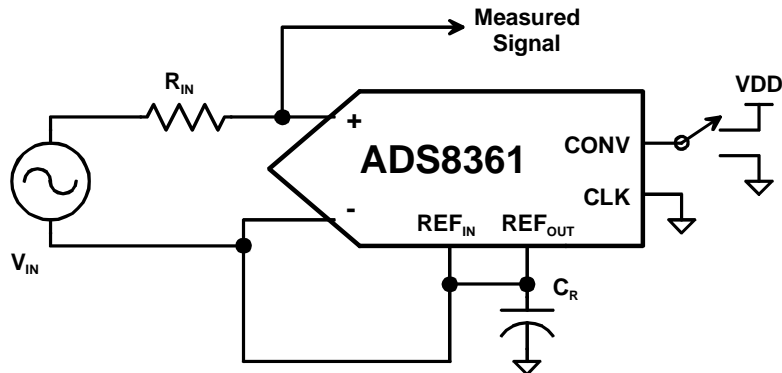 Measured
Signal
R_IN
VDD
+
ADS8361
CONV
CLK
-
REF_IN REF_OUT
V_IN
C_R